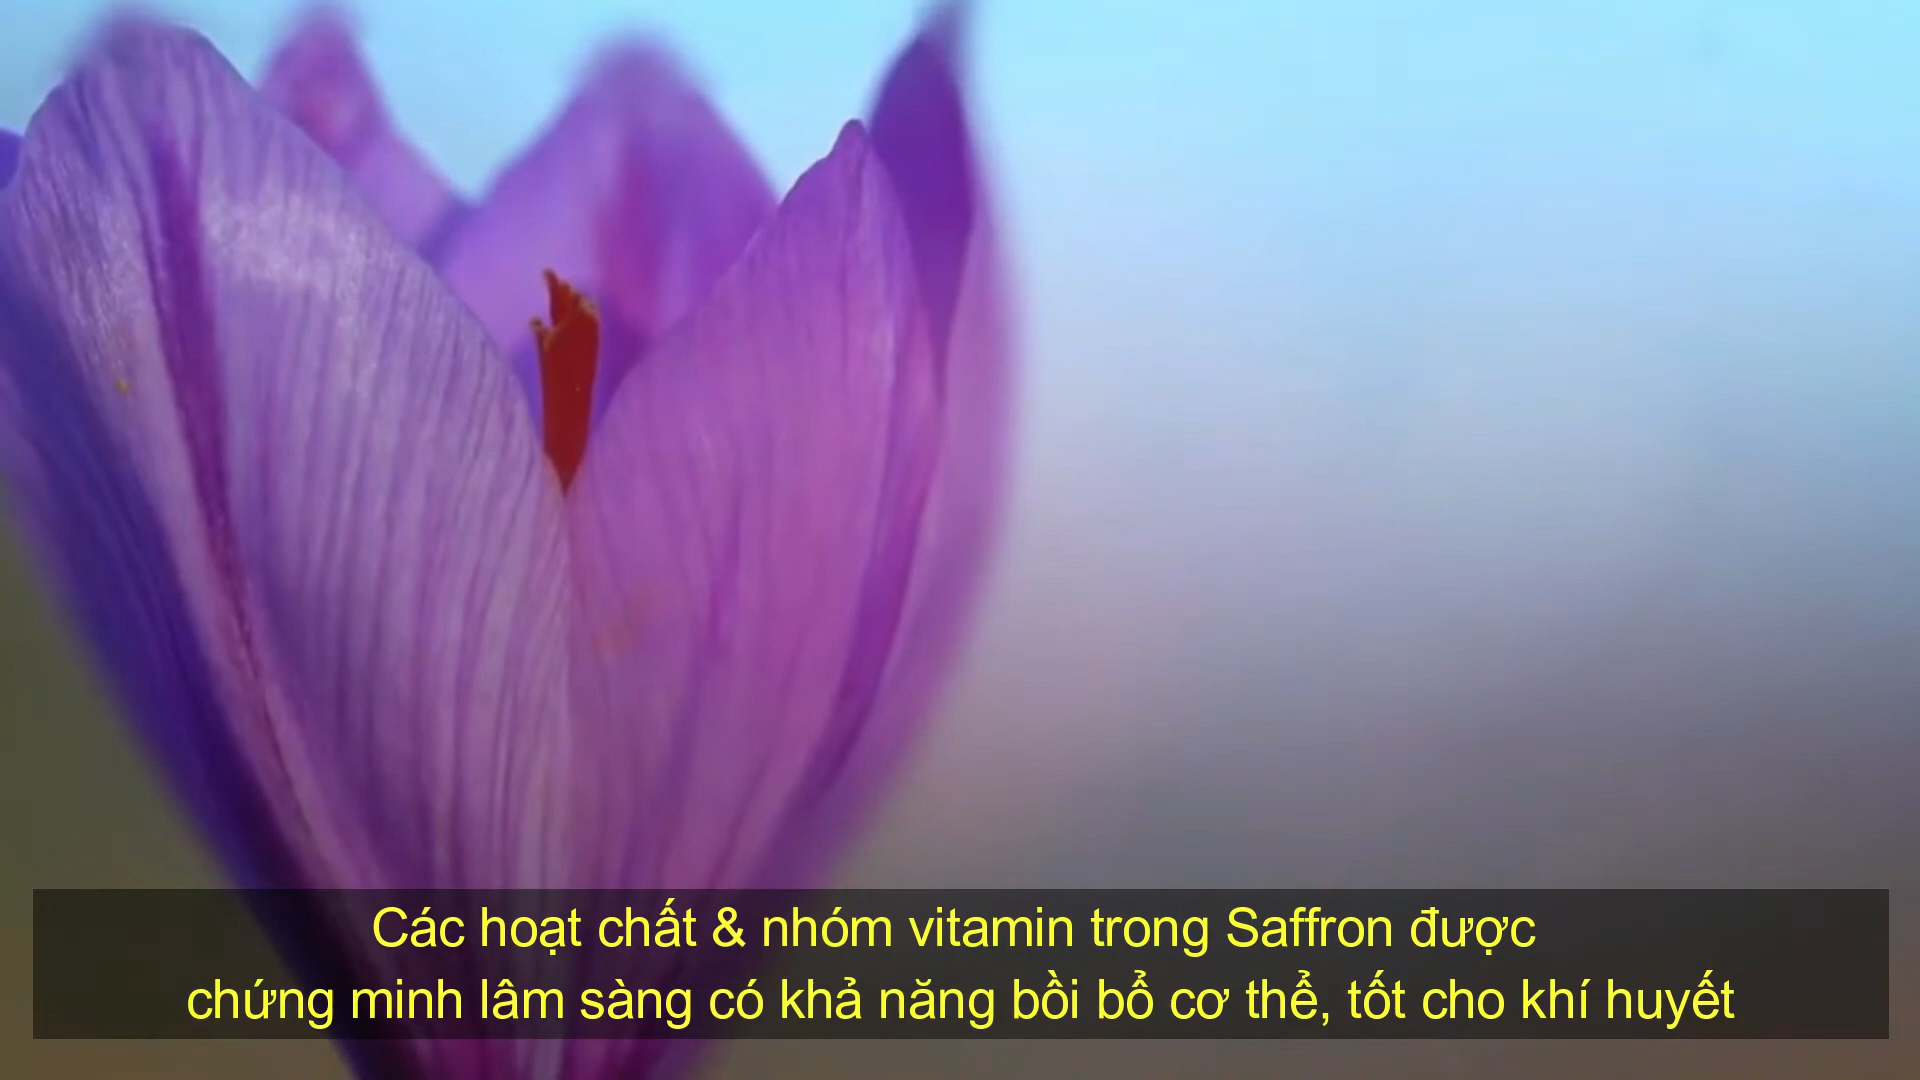 Các hoạt chất & nhóm vitamin trong Saffron được
chứng minh lâm sàng có khả năng bồi bổ cơ thể, tốt cho khí huyết